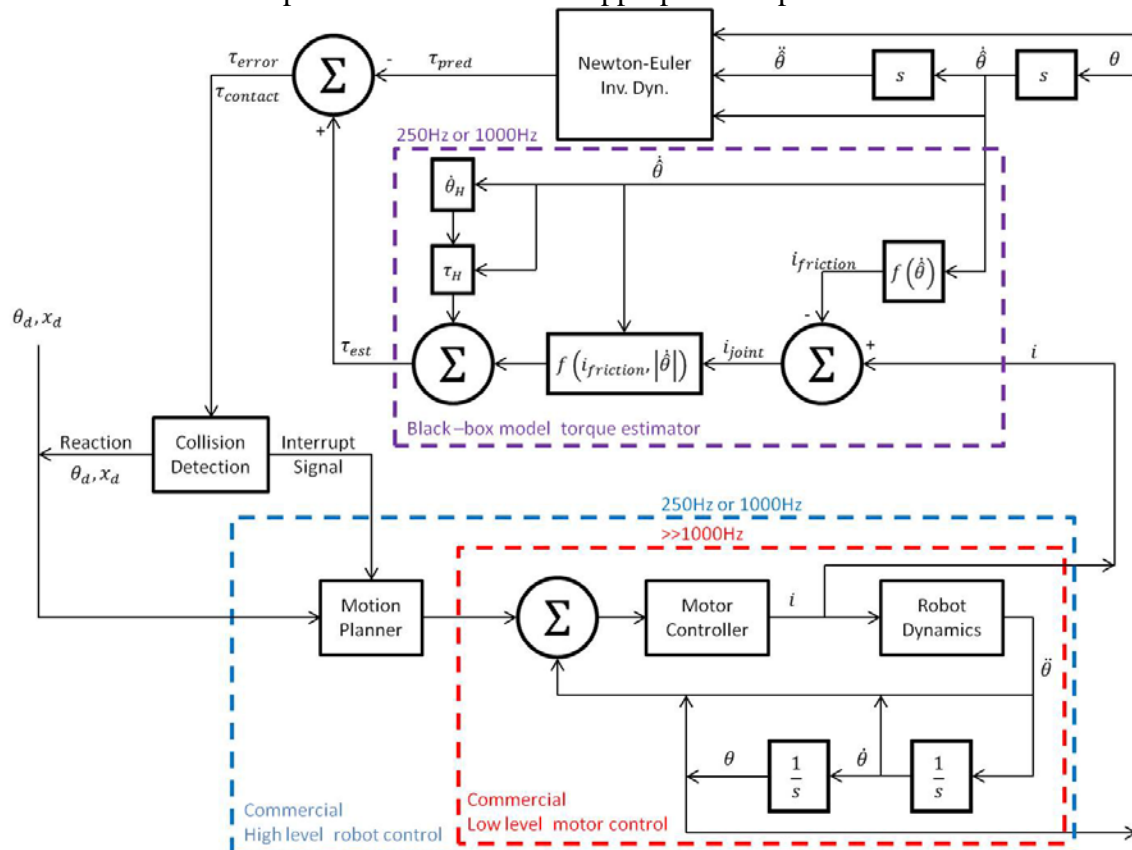 τ_error
τ_contact
Σ
-
+
τ_pred
Newton-Euler
Inv. Dyn.
θ̂̈
s
θ̂̇
s
θ
250Hz or 1000Hz
θ̂̇
θ̇_H
τ_H
i_friction
f(θ̂̇)
-
+
θ_d, x_d
τ_est
Σ
f(i_friction, |θ̂̇|)
i_joint
Σ
i
Black–box model torque estimator
Reaction
θ_d, x_d
Collision
Detection
Interrupt
Signal
250Hz or 1000Hz
>>1000Hz
Motion
Planner
Σ
Motor
Controller
i
Robot
Dynamics
θ̈
θ
1/s
θ̇
1/s
Commercial
High level robot control
Commercial
Low level motor control